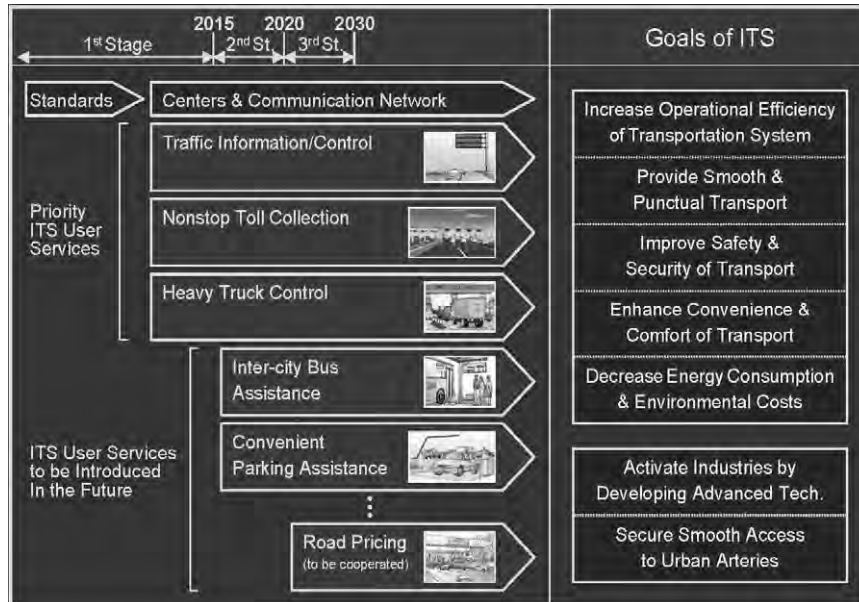 2015 2020 2030
1st Stage 2nd St. 3rd St.
Goals of ITS
Standards
Centers & Communication Network
Priority
ITS User
Services
Traffic Information/Control
Nonstop Toll Collection
Heavy Truck Control
ITS User Services
to be Introduced
In the Future
Inter-city Bus
Assistance
Convenient
Parking Assistance
Road Pricing
(to be cooperated)
Increase Operational Efficiency
of Transportation System
Provide Smooth &
Punctual Transport
Improve Safety &
Security of Transport
Enhance Convenience &
Comfort of Transport
Decrease Energy Consumption
& Environmental Costs
Activate Industries by
Developing Advanced Tech.
Secure Smooth Access
to Urban Arteries